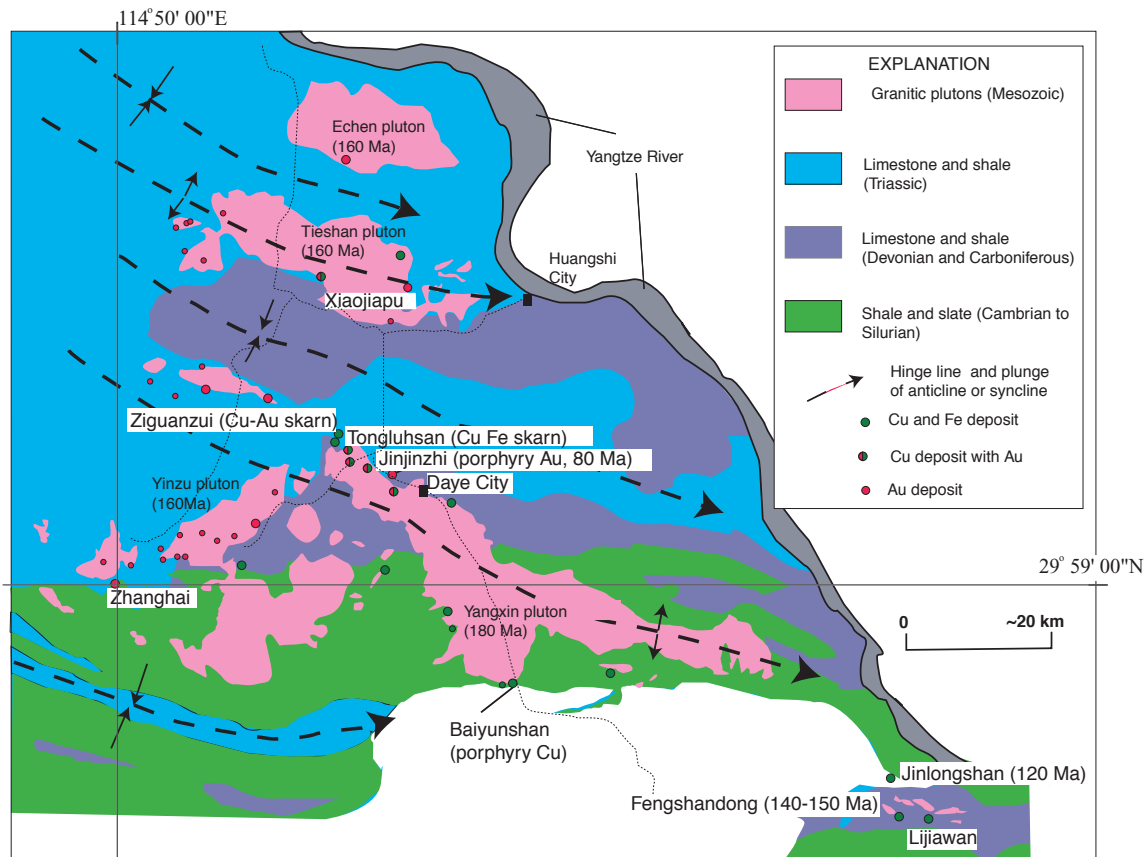 114° 50' 00"E
EXPLANATION
Granitic plutons (Mesozoic)
Limestone and shale
(Triassic)
Limestone and shale
(Devonian and Carboniferous)
Shale and slate (Cambrian to
Silurian)
Hinge line and plunge
of anticline or syncline
Cu and Fe deposit
Cu deposit with Au
Au deposit
Echen pluton
(160 Ma)
Yangtze River
Tieshan pluton
(160 Ma)
Huangshi
City
Xiaojiapu
Ziguanzui (Cu-Au skarn)
Tongluhsan (Cu Fe skarn)
Jinjinzhi (porphyry Au, 80 Ma)
Daye City
Yinzu pluton
(160Ma)
29° 59' 00"N
Zhanghai
Yangxin pluton
(180 Ma)
0
~20 km
Baiyunshan
(porphyry Cu)
Jinlongshan (120 Ma)
Fengshandong (140-150 Ma)
Lijiawan